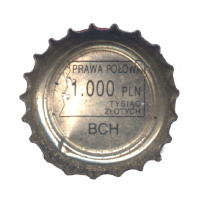 PRAWA POŁOWA
1.000 PLN
TYSIĄC
ZŁOTYCH
BCH